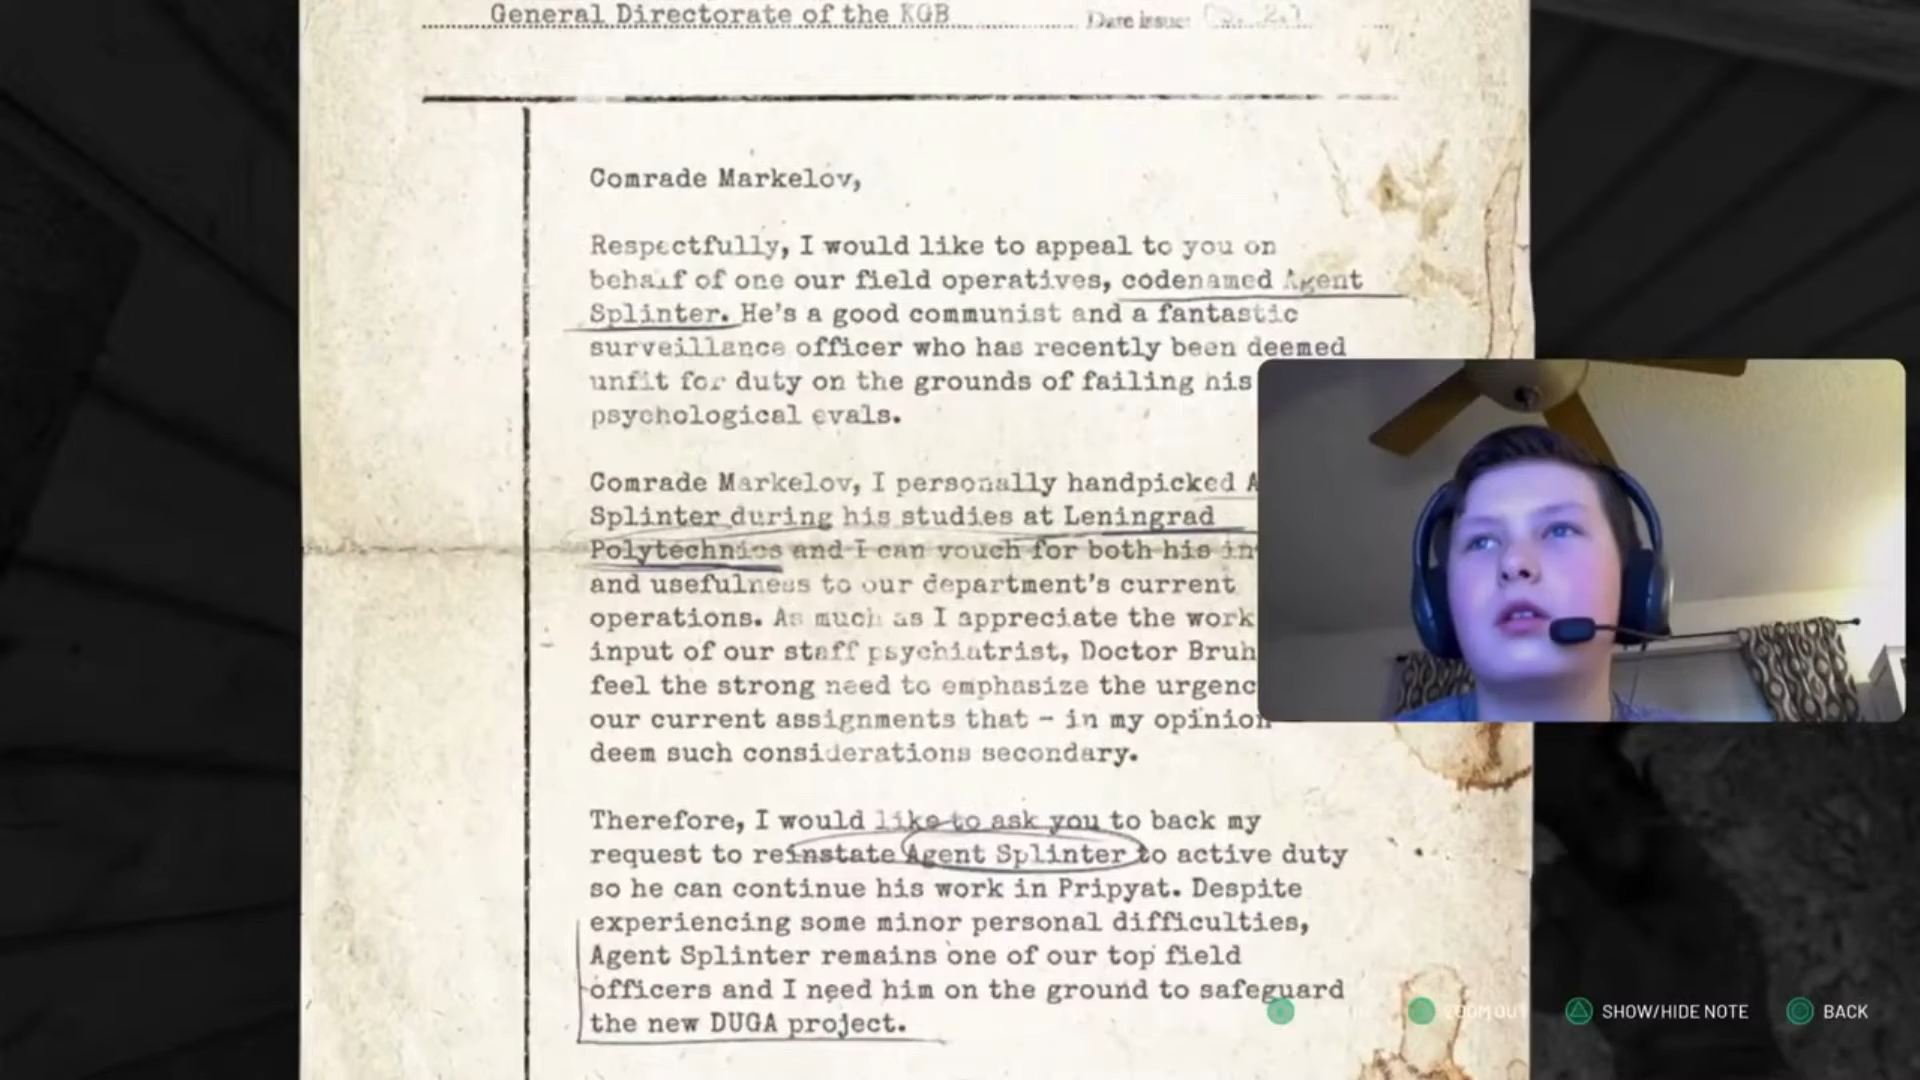 General Directorate of the KGB Date issue:
Comrade Markelov,
Respectfully, I would like to appeal to you on
behalf of one our field operatives, codenamed Agent
Splinter. He's a good communist and a fantastic
surveillance officer who has recently been deemed
unfit for duty on the grounds of failing his
psychological evals.
Comrade Markelov, I personally handpicked
Splinter during his studies at Leningrad
Polytechnics and I can vouch for both his
and usefulness to our department's current
operations. As much as I appreciate the work
input of our staff psychiatrist, Doctor
feel the strong need to emphasize the
our current assignments that - in my opinion
deem such considerations secondary.
Therefore, I would like to ask you to back my
request to reinstate Agent Splinter to active duty
so he can continue his work in Pripyat. Despite
experiencing some minor personal difficulties,
Agent Splinter remains one of our top field
officers and I need him on the ground to safeguard
the new DUGA project.
ZOOM OUT SHOW/HIDE NOTE BACK